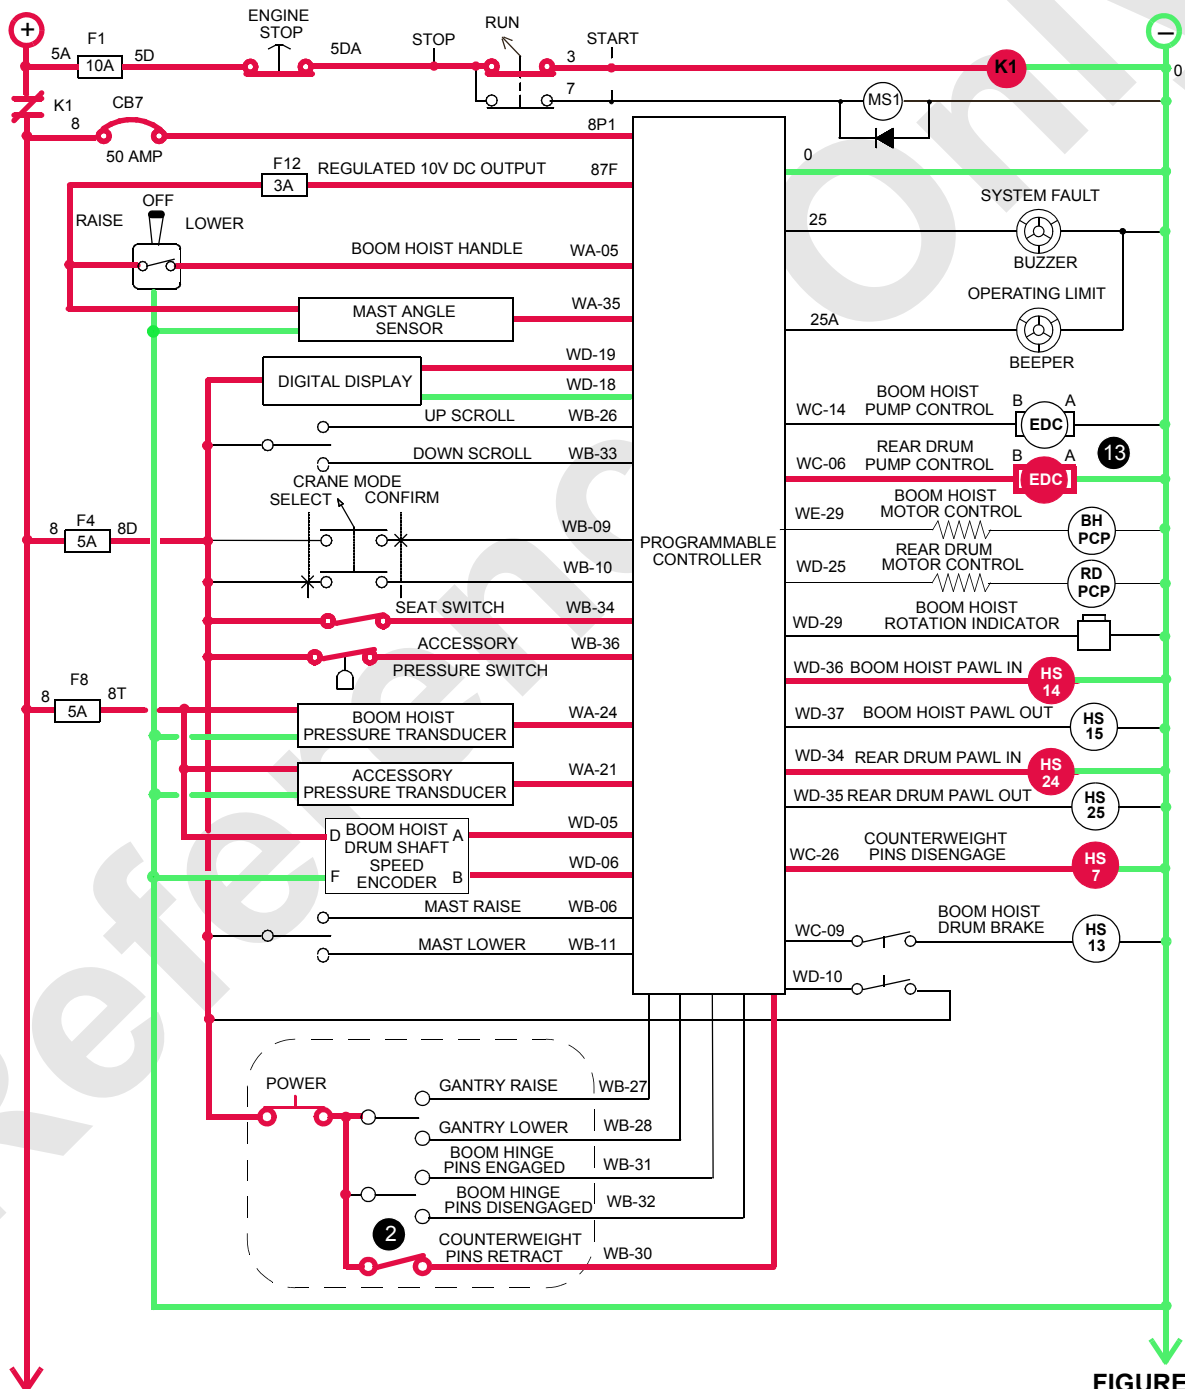 +
ENGINE STOP
RUN
STOP
START
−
5A F1 10A 5D
5DA
3
K1
0
7
MS1
K1
8 CB7
50 AMP
8P1
0
F12 3A REGULATED 10V DC OUTPUT 87F
OFF
RAISE LOWER
BOOM HOIST HANDLE WA-05
MAST ANGLE SENSOR WA-35
DIGITAL DISPLAY WD-19
WD-18
UP SCROLL WB-26
DOWN SCROLL WB-33
CRANE MODE
SELECT CONFIRM
8 F4 5A 8D
WB-09
WB-10
SEAT SWITCH WB-34
ACCESSORY WB-36
PRESSURE SWITCH
8 F8 5A 8T
BOOM HOIST PRESSURE TRANSDUCER WA-24
ACCESSORY PRESSURE TRANSDUCER WA-21
D BOOM HOIST A WD-05
DRUM SHAFT
SPEED
F ENCODER B WD-06
MAST RAISE WB-06
MAST LOWER WB-11
PROGRAMMABLE CONTROLLER
25 SYSTEM FAULT
BUZZER
OPERATING LIMIT
25A
BEEPER
WC-14 BOOM HOIST PUMP CONTROL B EDC A
WC-06 REAR DRUM PUMP CONTROL B EDC A 13
WE-29 BOOM HOIST MOTOR CONTROL BH PCP
WD-25 REAR DRUM MOTOR CONTROL RD PCP
WD-29 BOOM HOIST ROTATION INDICATOR
WD-36 BOOM HOIST PAWL IN HS 14
WD-37 BOOM HOIST PAWL OUT HS 15
WD-34 REAR DRUM PAWL IN HS 24
WD-35 REAR DRUM PAWL OUT HS 25
WC-26 COUNTERWEIGHT PINS DISENGAGE HS 7
WC-09 BOOM HOIST DRUM BRAKE HS 13
WD-10
POWER
GANTRY RAISE WB-27
GANTRY LOWER WB-28
BOOM HINGE PINS ENGAGED WB-31
BOOM HINGE PINS DISENGAGED WB-32
2 COUNTERWEIGHT PINS RETRACT WB-30
FIGURE
Reference Only